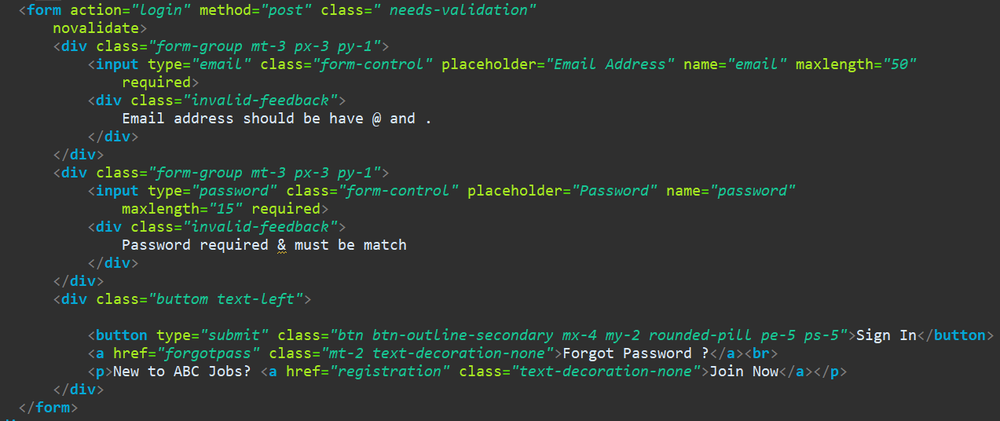 <form action="login" method="post" class=" needs-validation"
novalidate>
<div class="form-group mt-3 px-3 py-1">
<input type="email" class="form-control" placeholder="Email Address" name="email" maxlength="50"
required>
<div class="invalid-feedback">
Email address should be have @ and .
</div>
</div>
<div class="form-group mt-3 px-3 py-1">
<input type="password" class="form-control" placeholder="Password" name="password"
maxlength="15" required>
<div class="invalid-feedback">
Password required & must be match
</div>
</div>
<div class="buttom text-left">
<button type="submit" class="btn btn-outline-secondary mx-4 my-2 rounded-pill pe-5 ps-5">Sign In</button>
<a href="forgotpass" class="mt-2 text-decoration-none">Forgot Password ?</a><br>
<p>New to ABC Jobs? <a href="registration" class="text-decoration-none">Join Now</a></p>
</div>
</form>